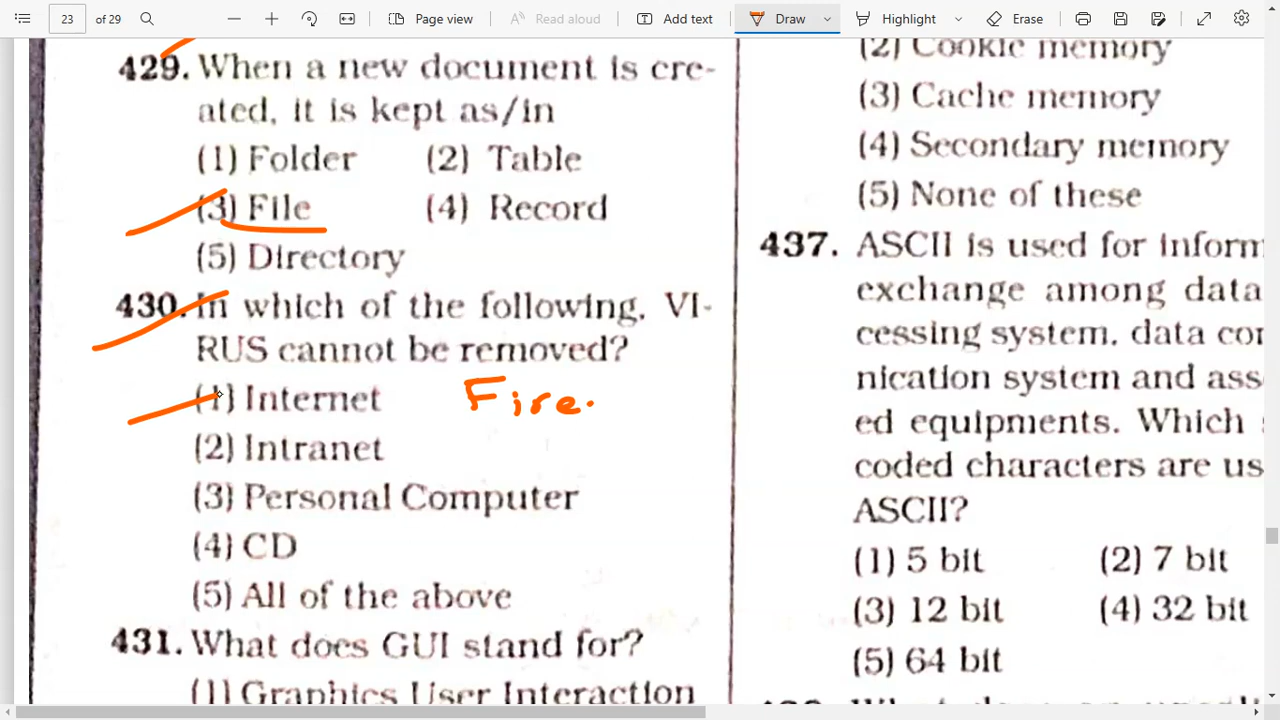 23 of 29 Page view Read aloud Add text Draw Highlight Erase
429. When a new document is cre-
ated, it is kept as/in
(1) Folder (2) Table
(3) File (4) Record
(5) Directory
430. In which of the following, VI-
RUS cannot be removed?
(1) Internet Fire.
(2) Intranet
(3) Personal Computer
(4) CD
(5) All of the above
431. What does GUI stand for?
(1) Graphics User Interaction
(2) Cookie memory
(3) Cache memory
(4) Secondary memory
(5) None of these
437. ASCII is used for inform
exchange among data
cessing system, data co
nication system and ass
ed equipments. Which
coded characters are us
ASCII?
(1) 5 bit (2) 7 bit
(3) 12 bit (4) 32 bit
(5) 64 bit